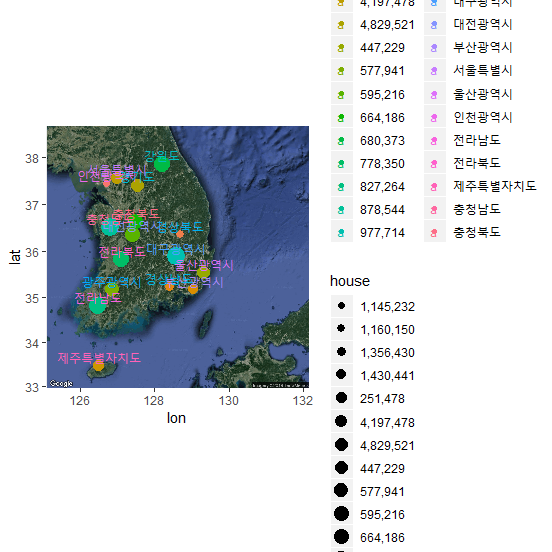 4,197,478 대구광역시
4,829,521 대전광역시
447,229 부산광역시
577,941 서울특별시
595,216 울산광역시
664,186 인천광역시
680,373 전라남도
778,350 전라북도
827,264 제주특별자치도
878,544 충청남도
977,714 충청북도
house
1,145,232
1,160,150
1,356,430
1,430,441
251,478
4,197,478
4,829,521
447,229
577,941
595,216
664,186
lat
38
37
36
35
34
33
강원도
서울특별시
인천광역시
충청북도
전라북도
울산광역시
전라남도
제주특별자치도
Google
126
128
130
132
lon